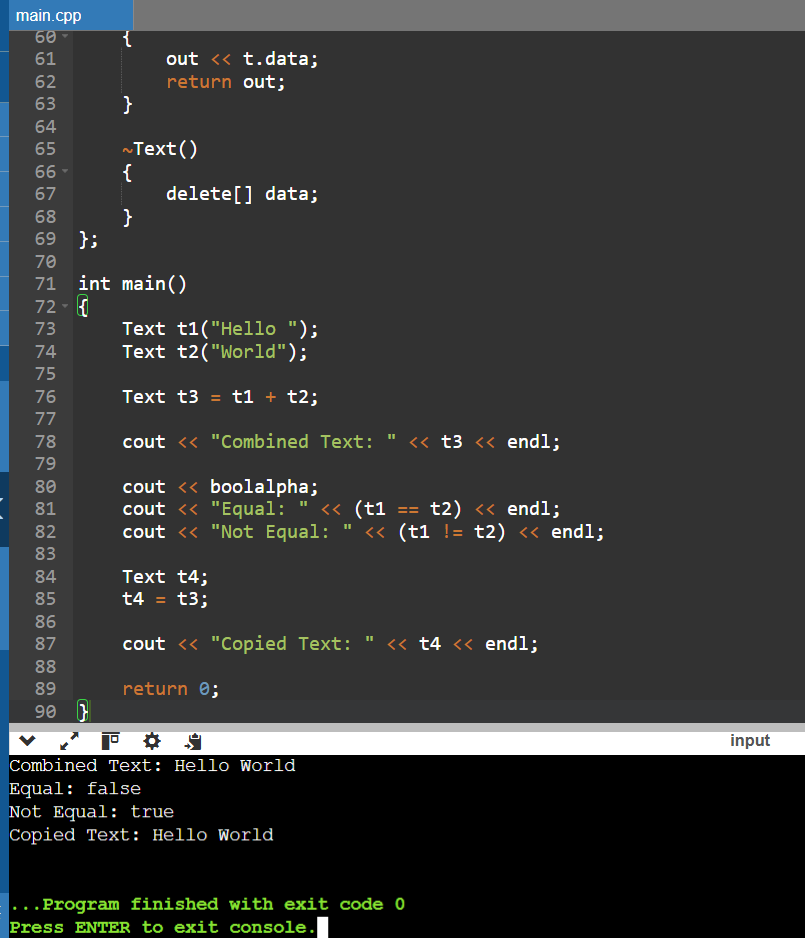 main.cpp
60 {
61 out << t.data;
62 return out;
63 }
64
65 ~Text()
66 {
67 delete[] data;
68 }
69 };
70
71 int main()
72 {
73 Text t1("Hello ");
74 Text t2("World");
75
76 Text t3 = t1 + t2;
77
78 cout << "Combined Text: " << t3 << endl;
79
80 cout << boolalpha;
81 cout << "Equal: " << (t1 == t2) << endl;
82 cout << "Not Equal: " << (t1 != t2) << endl;
83
84 Text t4;
85 t4 = t3;
86
87 cout << "Copied Text: " << t4 << endl;
88
89 return 0;
90 }
input
Combined Text: Hello World
Equal: false
Not Equal: true
Copied Text: Hello World
...Program finished with exit code 0
Press ENTER to exit console.